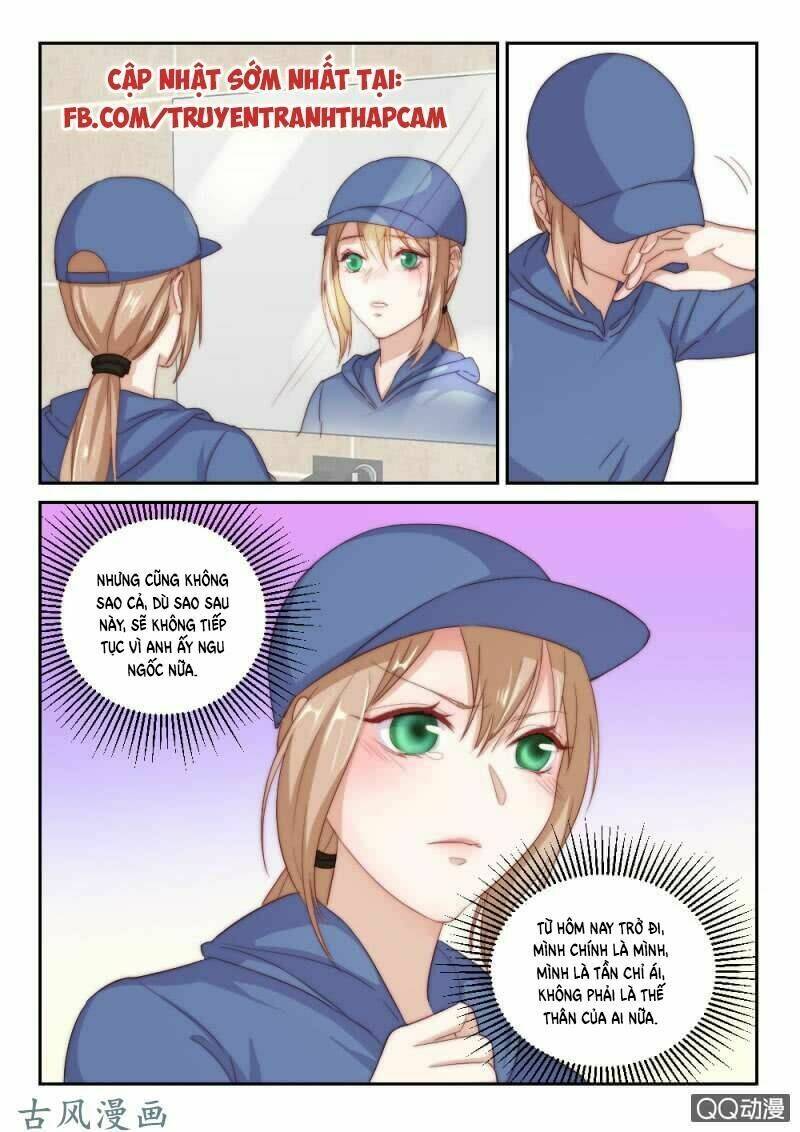 CẬP NHẬT SỚM NHẤT TẠI:
FB.COM/TRUYENTRANHTHAPCAM
NHƯNG CŨNG KHÔNG
SAO CẢ, DÙ SAO SAU
NÀY, SẼ KHÔNG TIẾP
TỤC VÌ ANH ẤY NGU
NGỐC NỮA.
TỪ HÔM NAY TRỞ ĐI,
MÌNH CHÍNH LÀ MÌNH,
MÌNH LÀ TẦN CHỈ ÁI,
KHÔNG PHẢI LÀ THẾ
THÂN CỦA AI NỮA.
古风漫画
QQ动漫